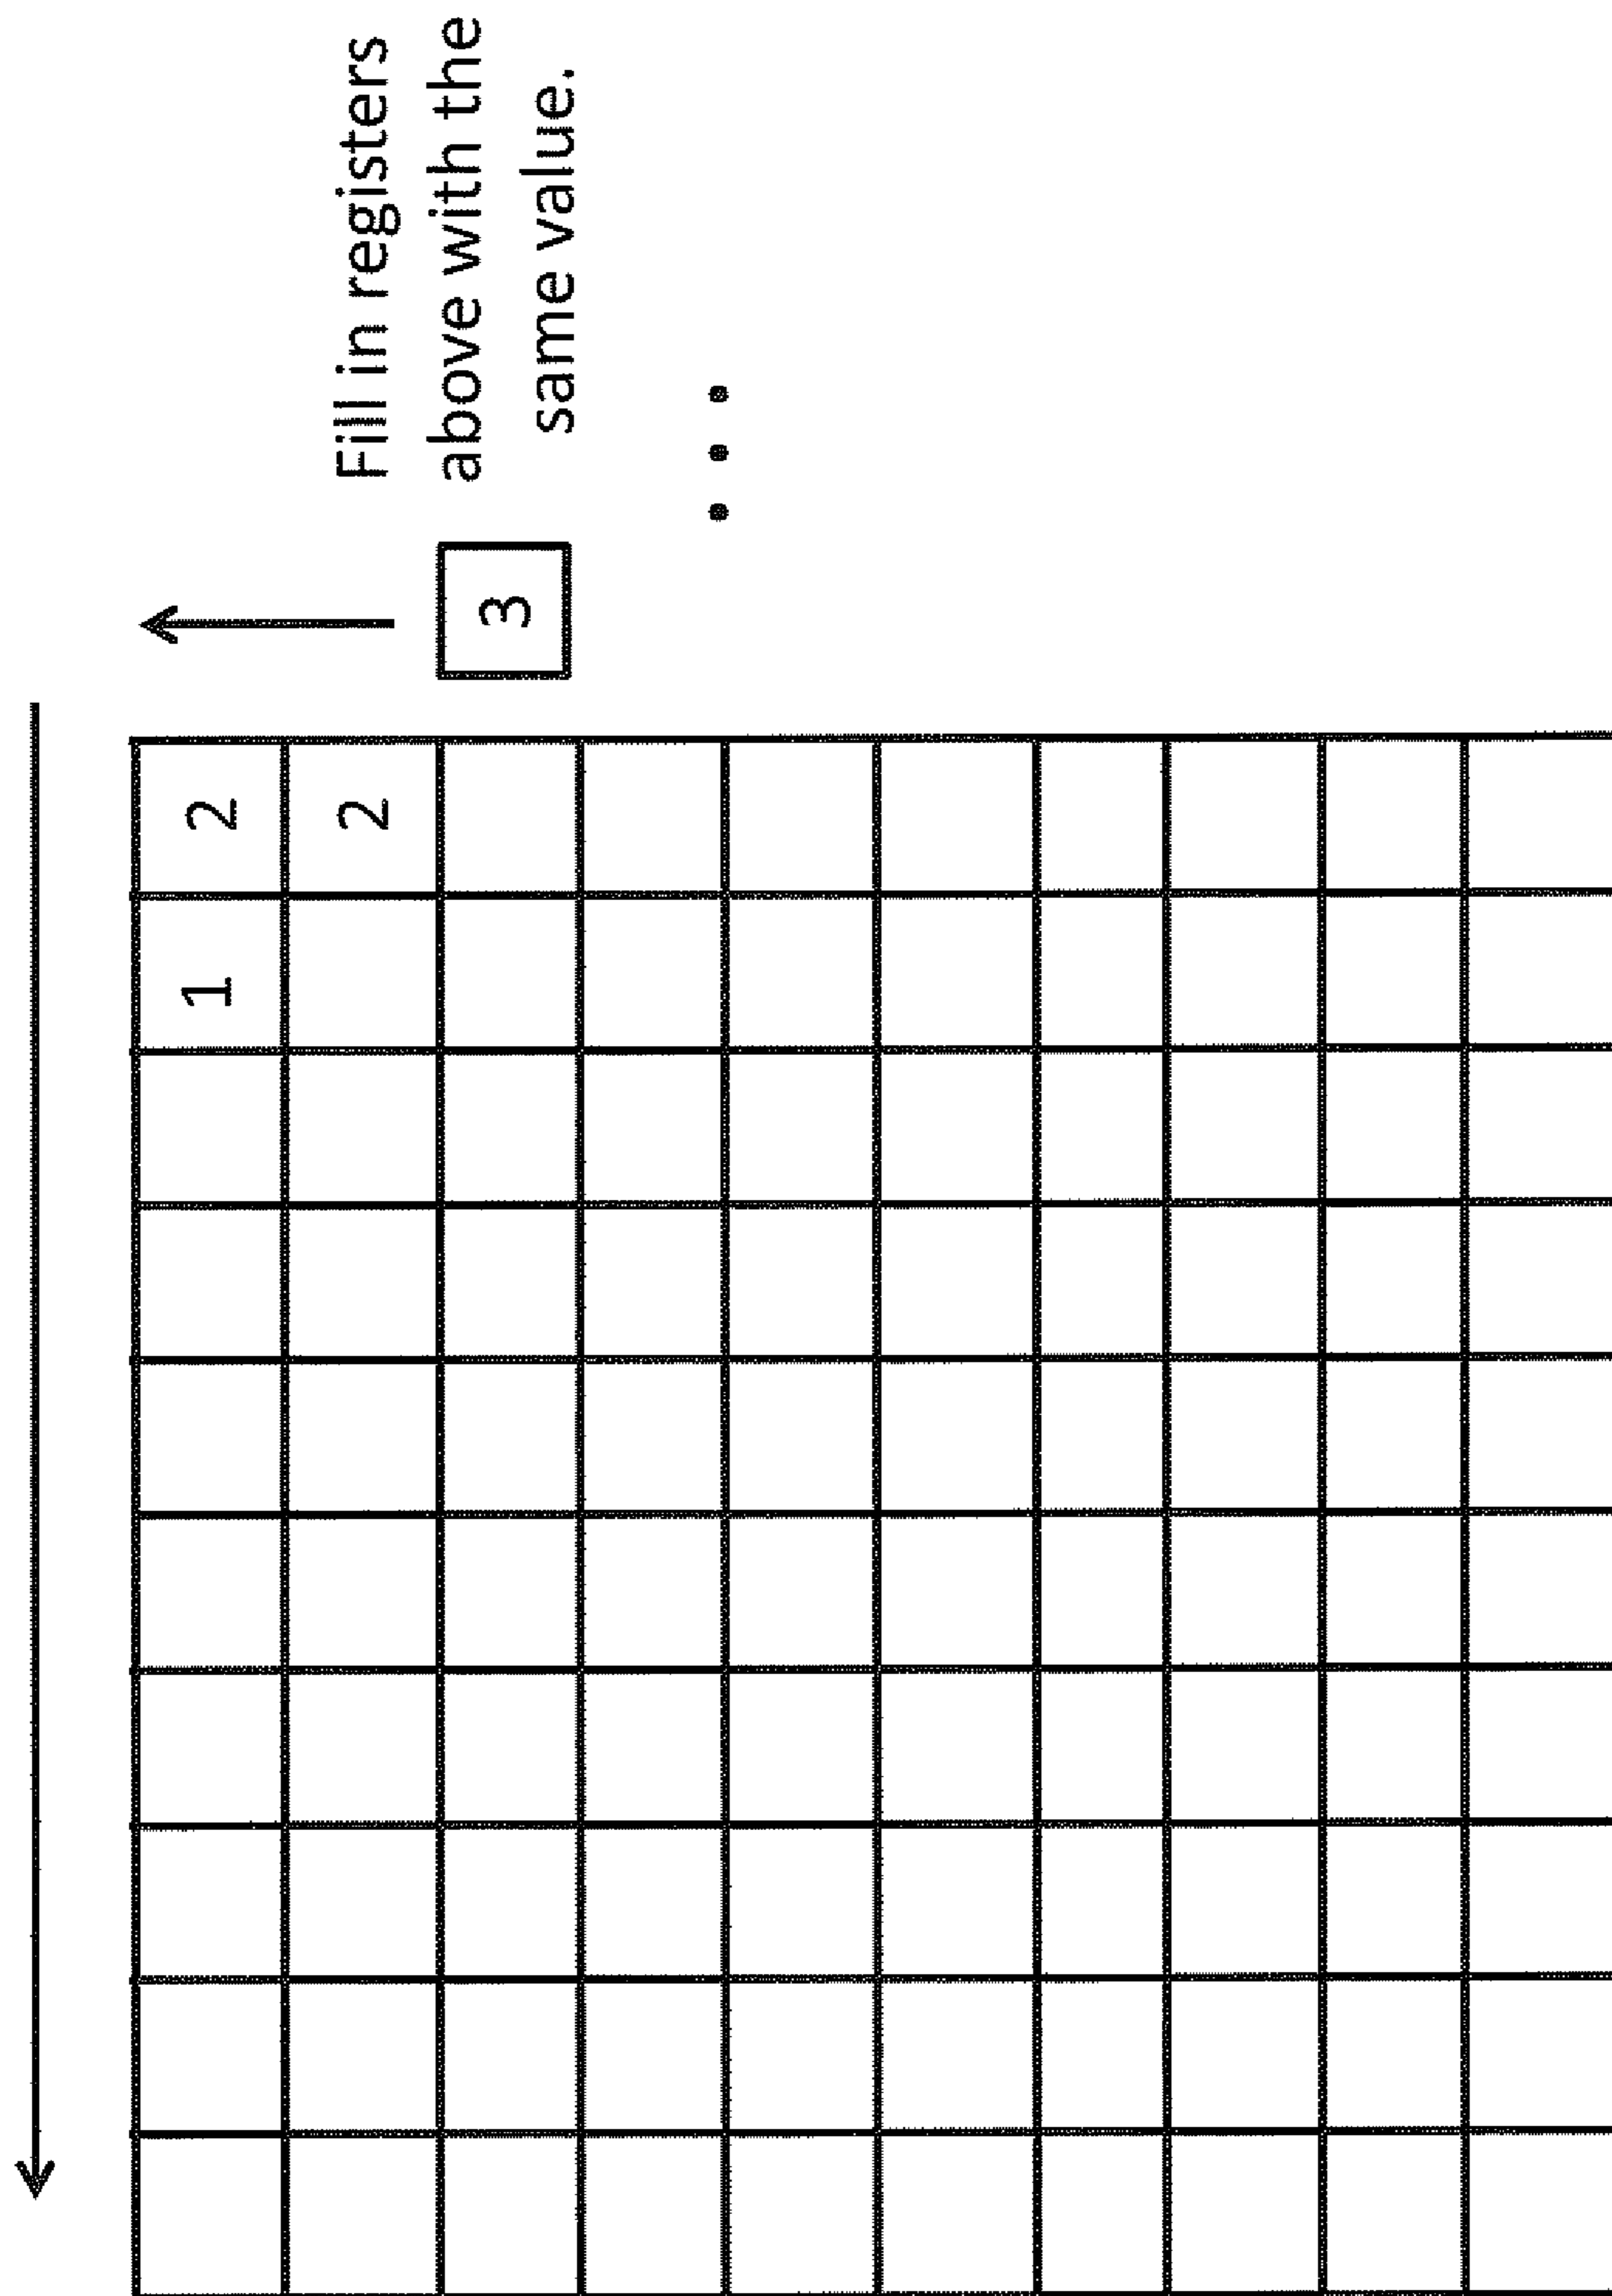 1 2
2
3
Fill in registers
above with the
same value.